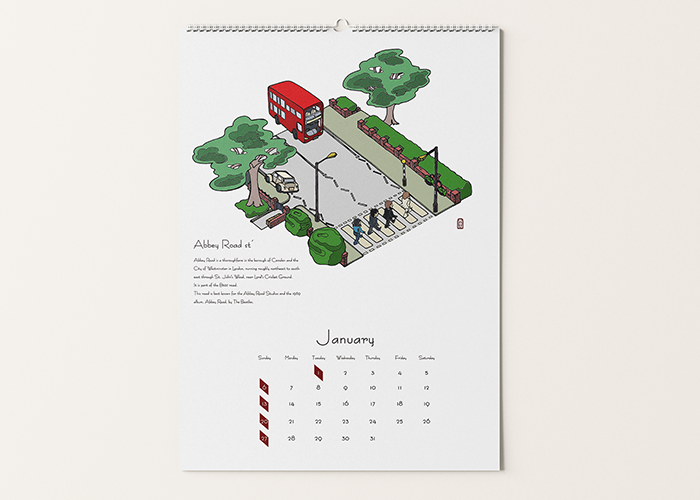 Abbey Road st'
Abbey Road is a thoroughfare in the borough of Camden and the
City of Westminster in London, running roughly northwest to south
east through St. John's Wood, near Lord's Cricket Ground.
It is part of the B507 road.
This road is best known for the Abbey Road Studios and the 1969
album, Abbey Road, by The Beatles.
January
Sunday Monday Tuesday Wednesday Thursday Friday Saturday
1 2 3 4 5
6 7 8 9 10 11 12
13 14 15 16 17 18 19
20 21 22 23 24 25 26
27 28 29 30 31